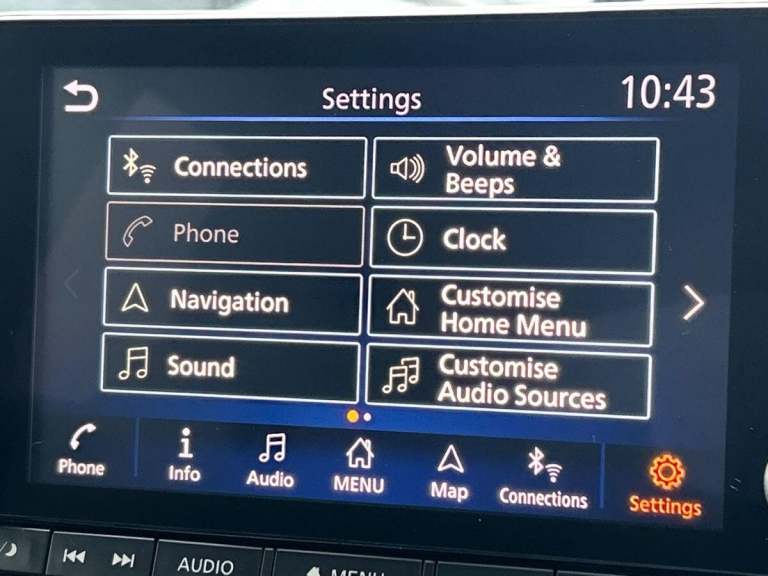 Settings
10:43
Connections
Volume &
Beeps
Phone
Clock
Navigation
Customise
Home Menu
Sound
Customise
Audio Sources
Phone
Info
Audio
MENU
Map
Connections
Settings
AUDIO
MENU